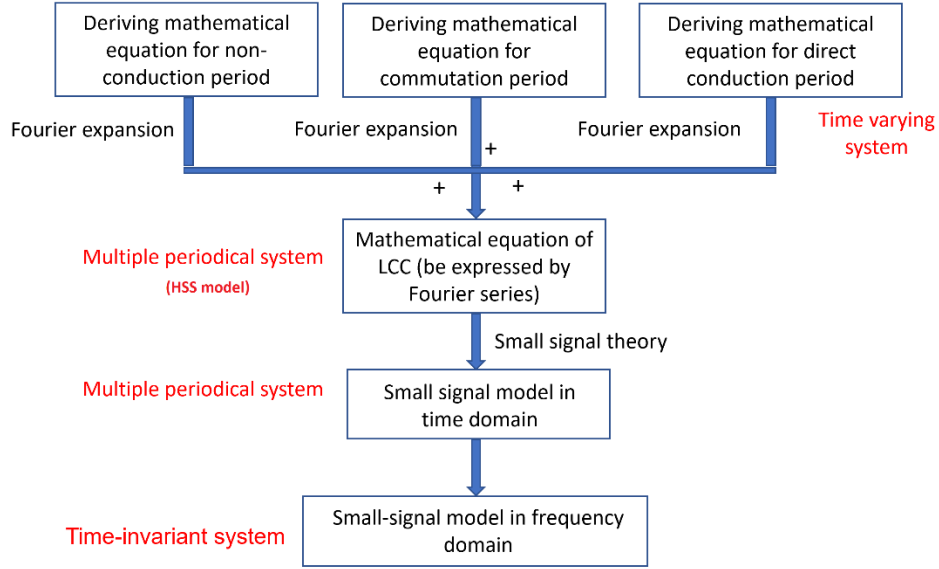 Deriving mathematical
equation for non-
conduction period
Deriving mathematical
equation for
commutation period
Deriving mathematical
equation for direct
conduction period
Fourier expansion
Fourier expansion
Fourier expansion
Time varying
system
+
+
+
Multiple periodical system
(HSS model)
Mathematical equation of
LCC (be expressed by
Fourier series)
Small signal theory
Multiple periodical system
Small signal model in
time domain
Time-invariant system
Small-signal model in frequency
domain